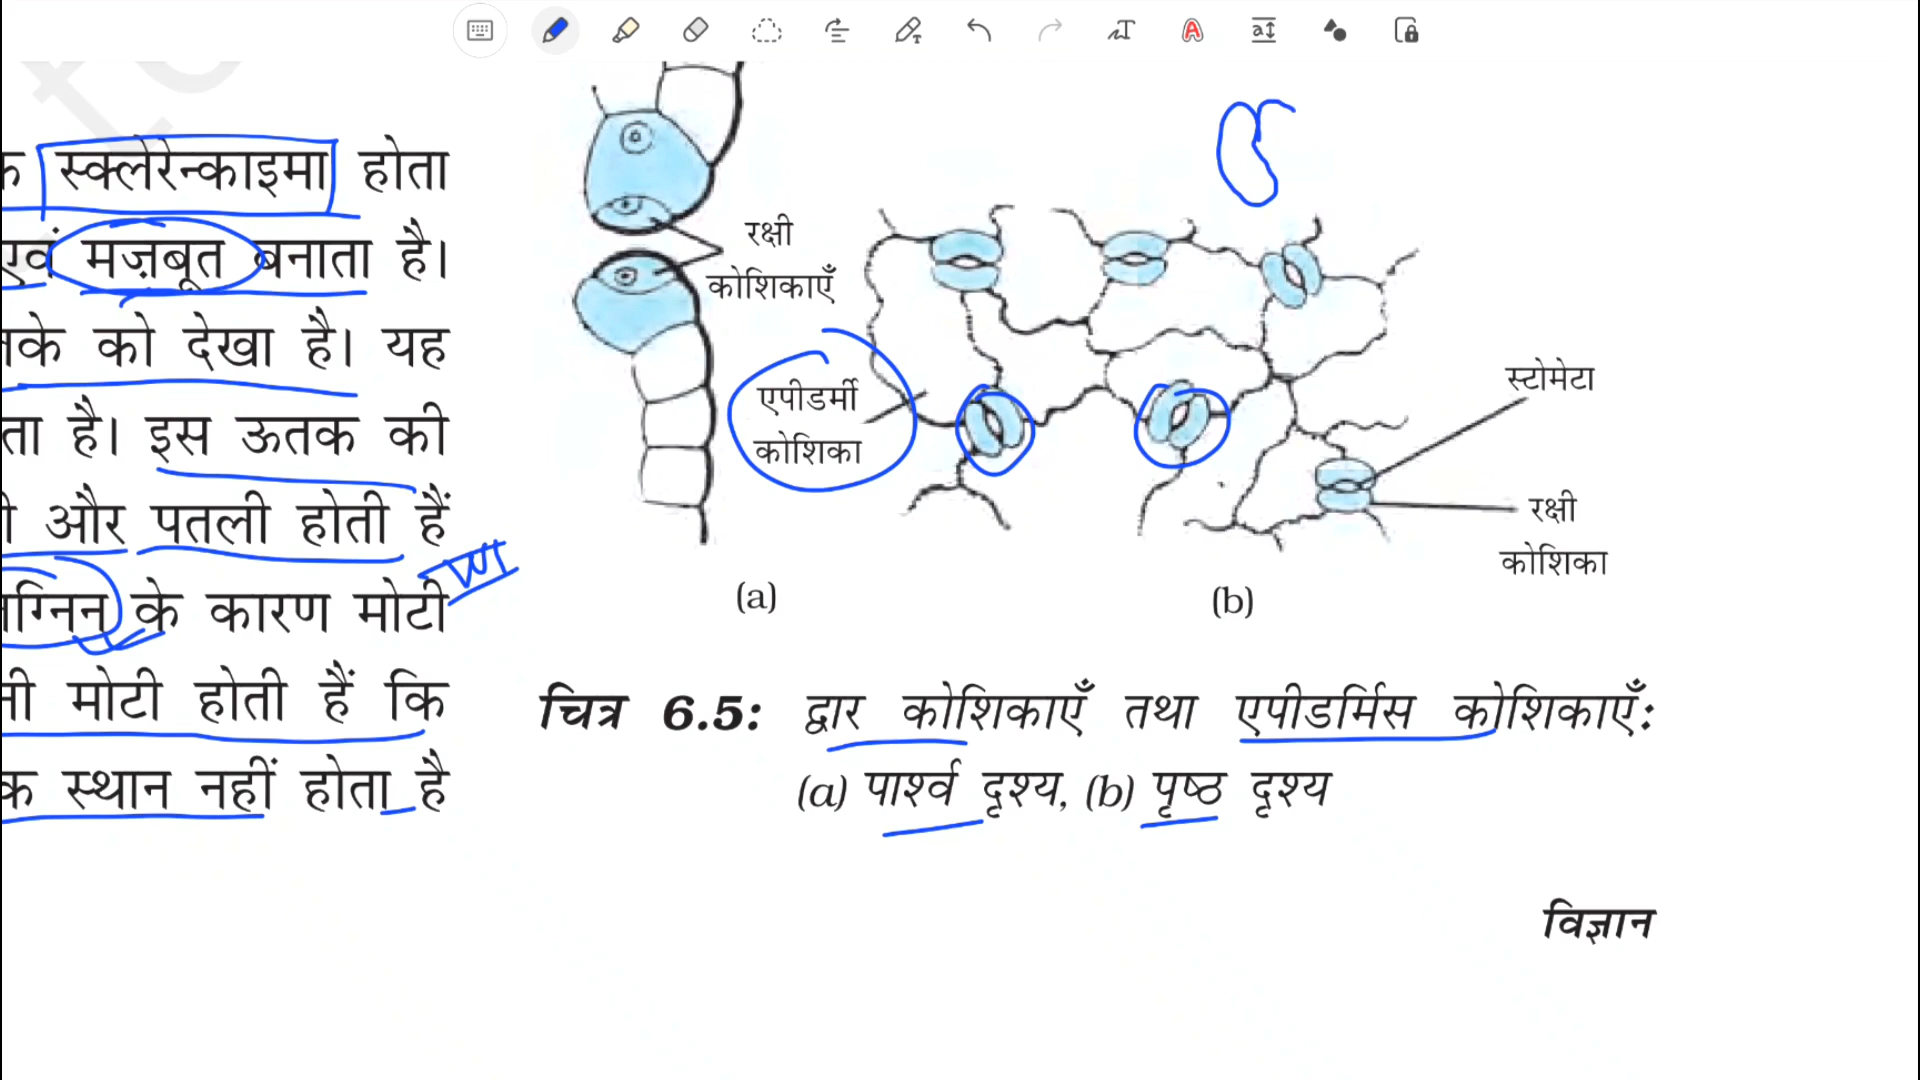 स्क्लेरेन्काइमा होता
एवं मज़बूत बनाता है।
को देखा है। यह
है। इस ऊतक की
और पतली होती हैं
के कारण मोटी
मोटी होती हैं कि
स्थान नहीं होता है
रक्षी
कोशिकाएँ
एपीडर्मी
कोशिका
(a)
स्टोमेटा
रक्षी
कोशिका
(b)
चित्र 6.5: द्वार कोशिकाएँ तथा एपीडर्मिस कोशिकाएँ:
(a) पार्श्व दृश्य, (b) पृष्ठ दृश्य
विज्ञान